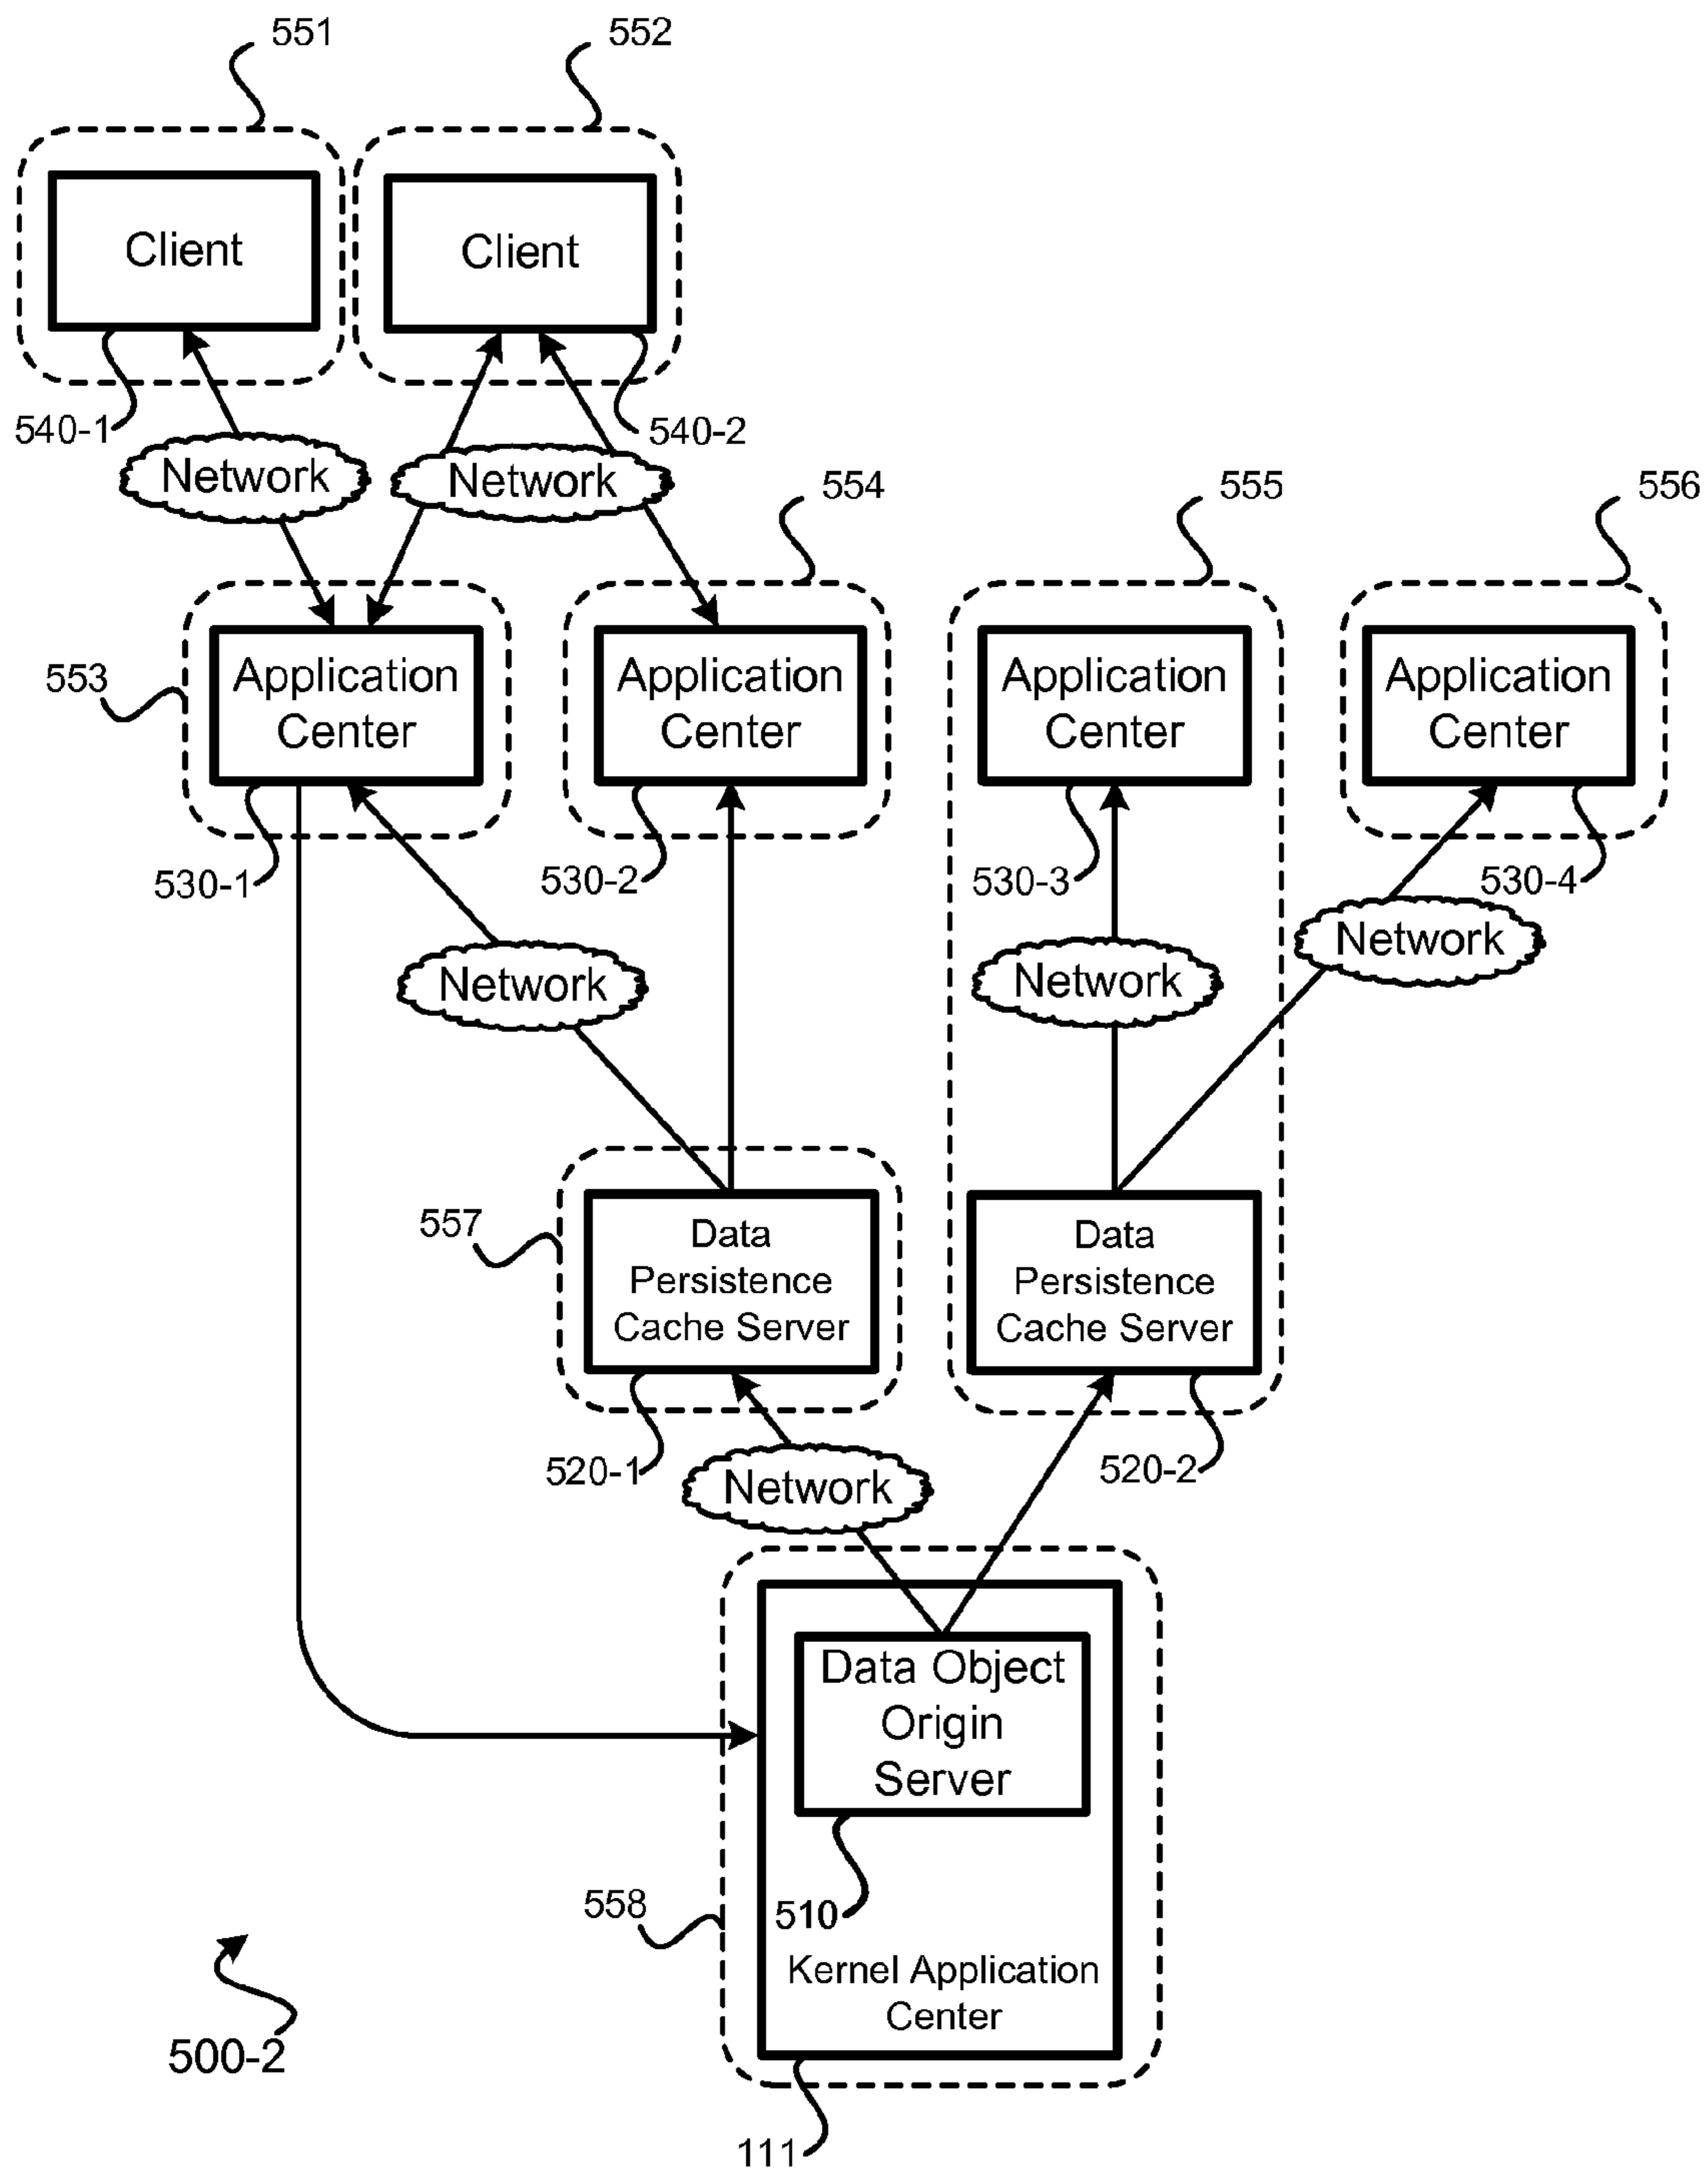 551
552
Client
Client
540-1
540-2
Network
Network
554
555
556
553
Application
Center
Application
Center
Application
Center
Application
Center
530-1
530-2
530-3
530-4
Network
Network
Network
557
Data
Persistence
Cache Server
Data
Persistence
Cache Server
520-1
520-2
Network
Data Object
Origin
Server
558
510
Kernel Application
Center
500-2
111